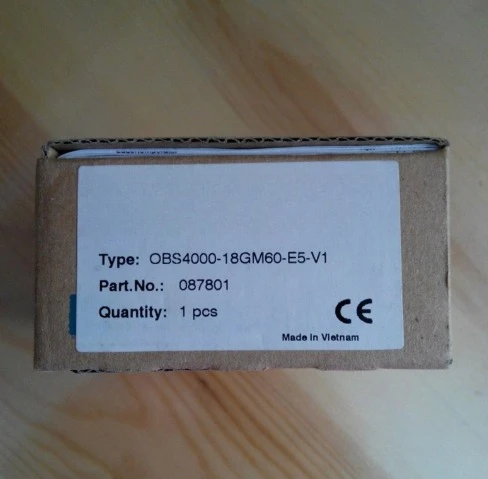 Type: OBS4000-18GM60-E5-V1
Part.No.: 087801
Quantity: 1 pcs
CE
Made in Vietnam